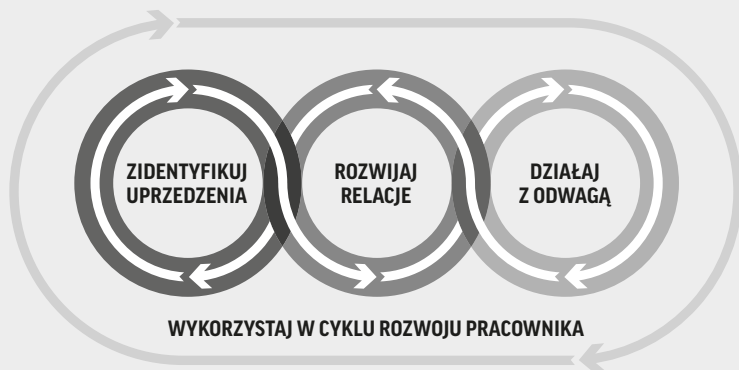 ZIDENTYFIKUJ
UPRZEDZENIA
ROZWIJAJ
RELACJE
DZIAŁAJ
Z ODWAGĄ
WYKORZYSTAJ W CYKLU ROZWOJU PRACOWNIKA